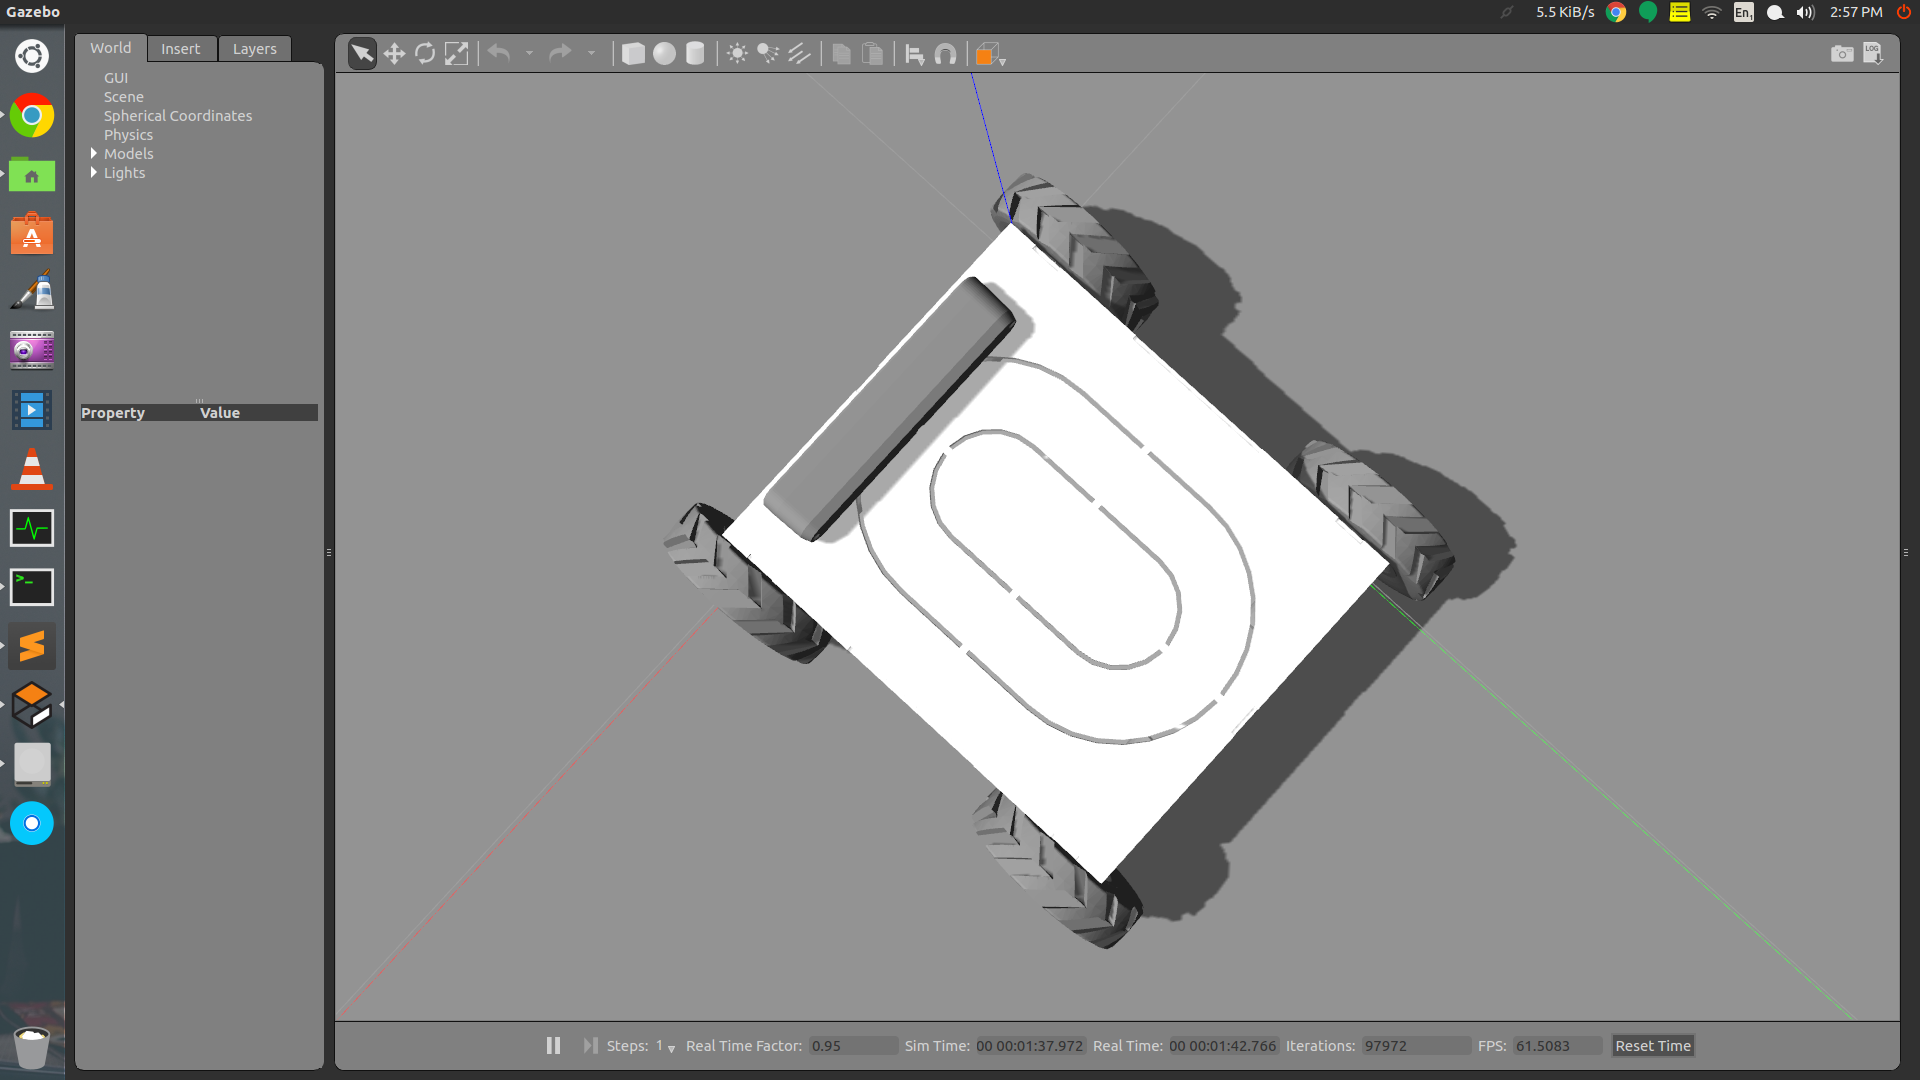 Gazebo
5.5 KiB/s
En1
2:57 PM
World Insert Layers
LOG
GUI
Scene
Spherical Coordinates
Physics
Models
Lights
Property Value
>_
Steps: 1 Real Time Factor: 0.95 Sim Time: 00 00:01:37.972 Real Time: 00 00:01:42.766 Iterations: 97972 FPS: 61.5083 Reset Time